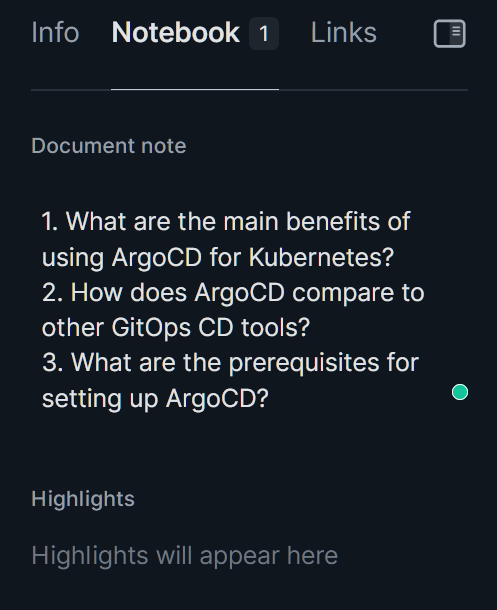 Info Notebook 1 Links
Document note
1. What are the main benefits of
using ArgoCD for Kubernetes?
2. How does ArgoCD compare to
other GitOps CD tools?
3. What are the prerequisites for
setting up ArgoCD?
Highlights
Highlights will appear here